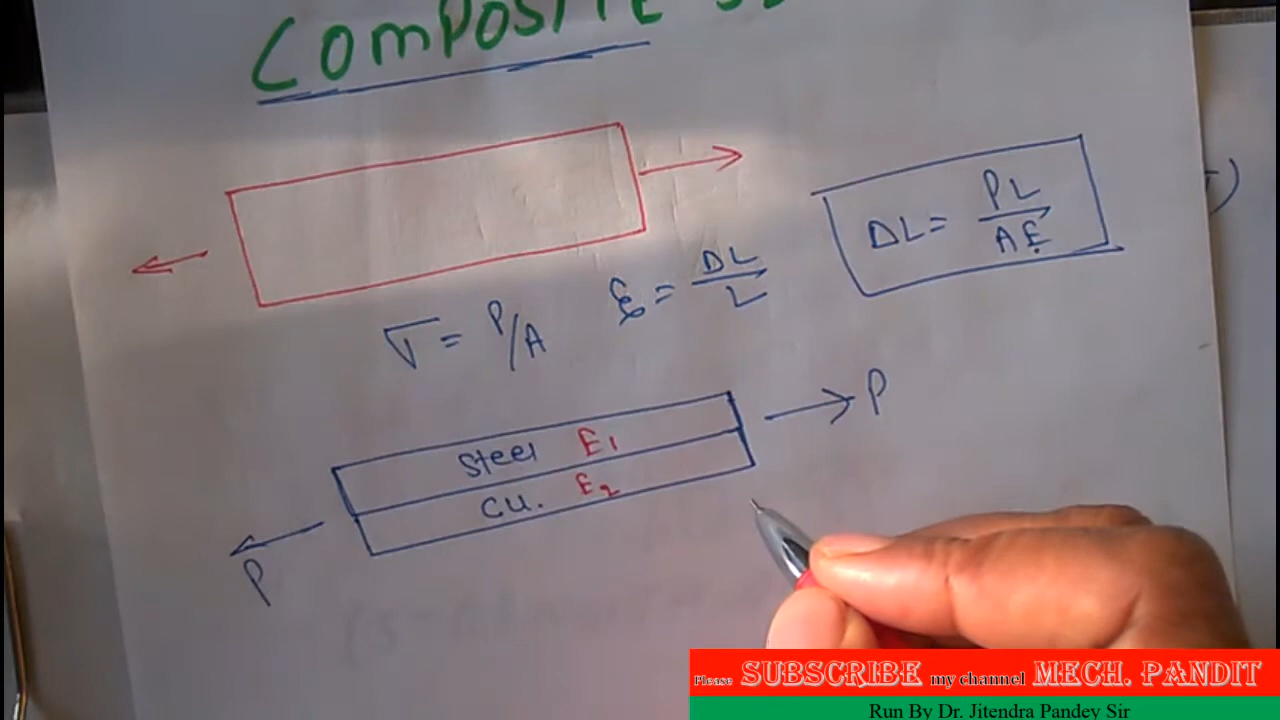 COMPOSITE
ΔL = PL / AE
σ = P/A
ε = ΔL / L
P
Steel E1
CU. E2
P
Please SUBSCRIBE my channel MECH. PANDIT
Run By Dr. Jitendra Pandey Sir